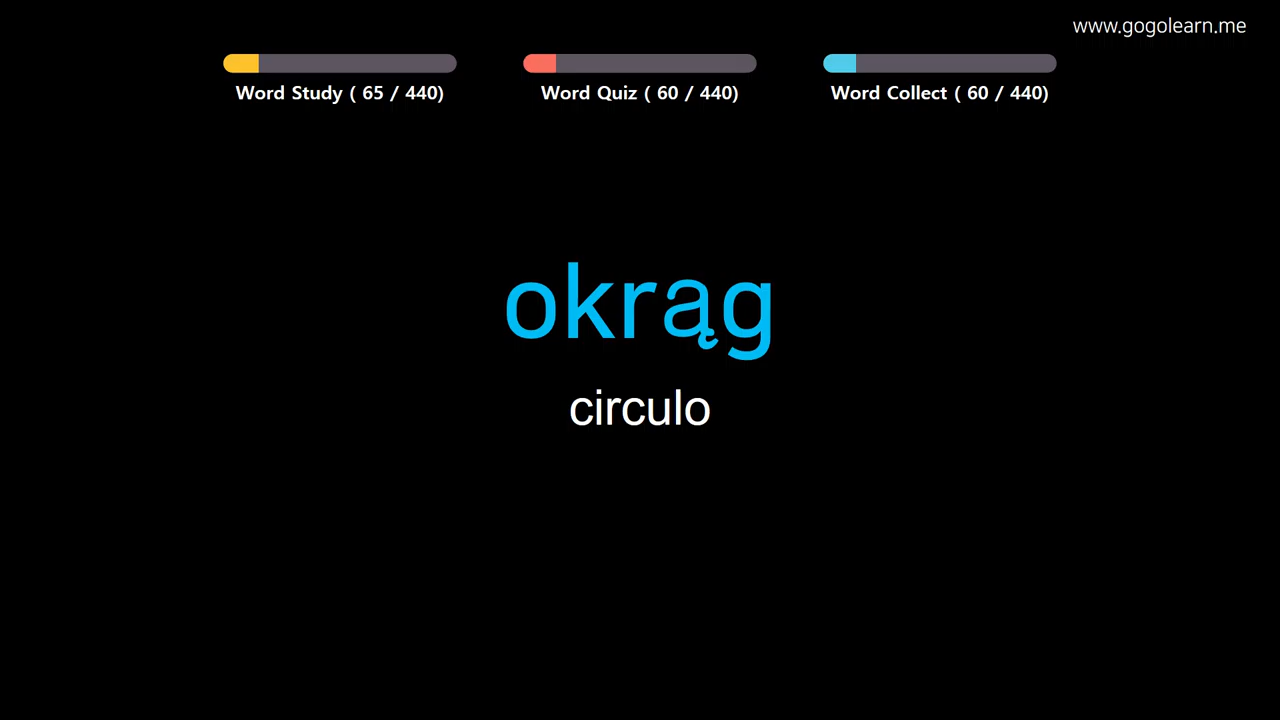 www.gogolearn.me
Word Study ( 65 / 440)
Word Quiz ( 60 / 440)
Word Collect ( 60 / 440)
okrąg
circulo